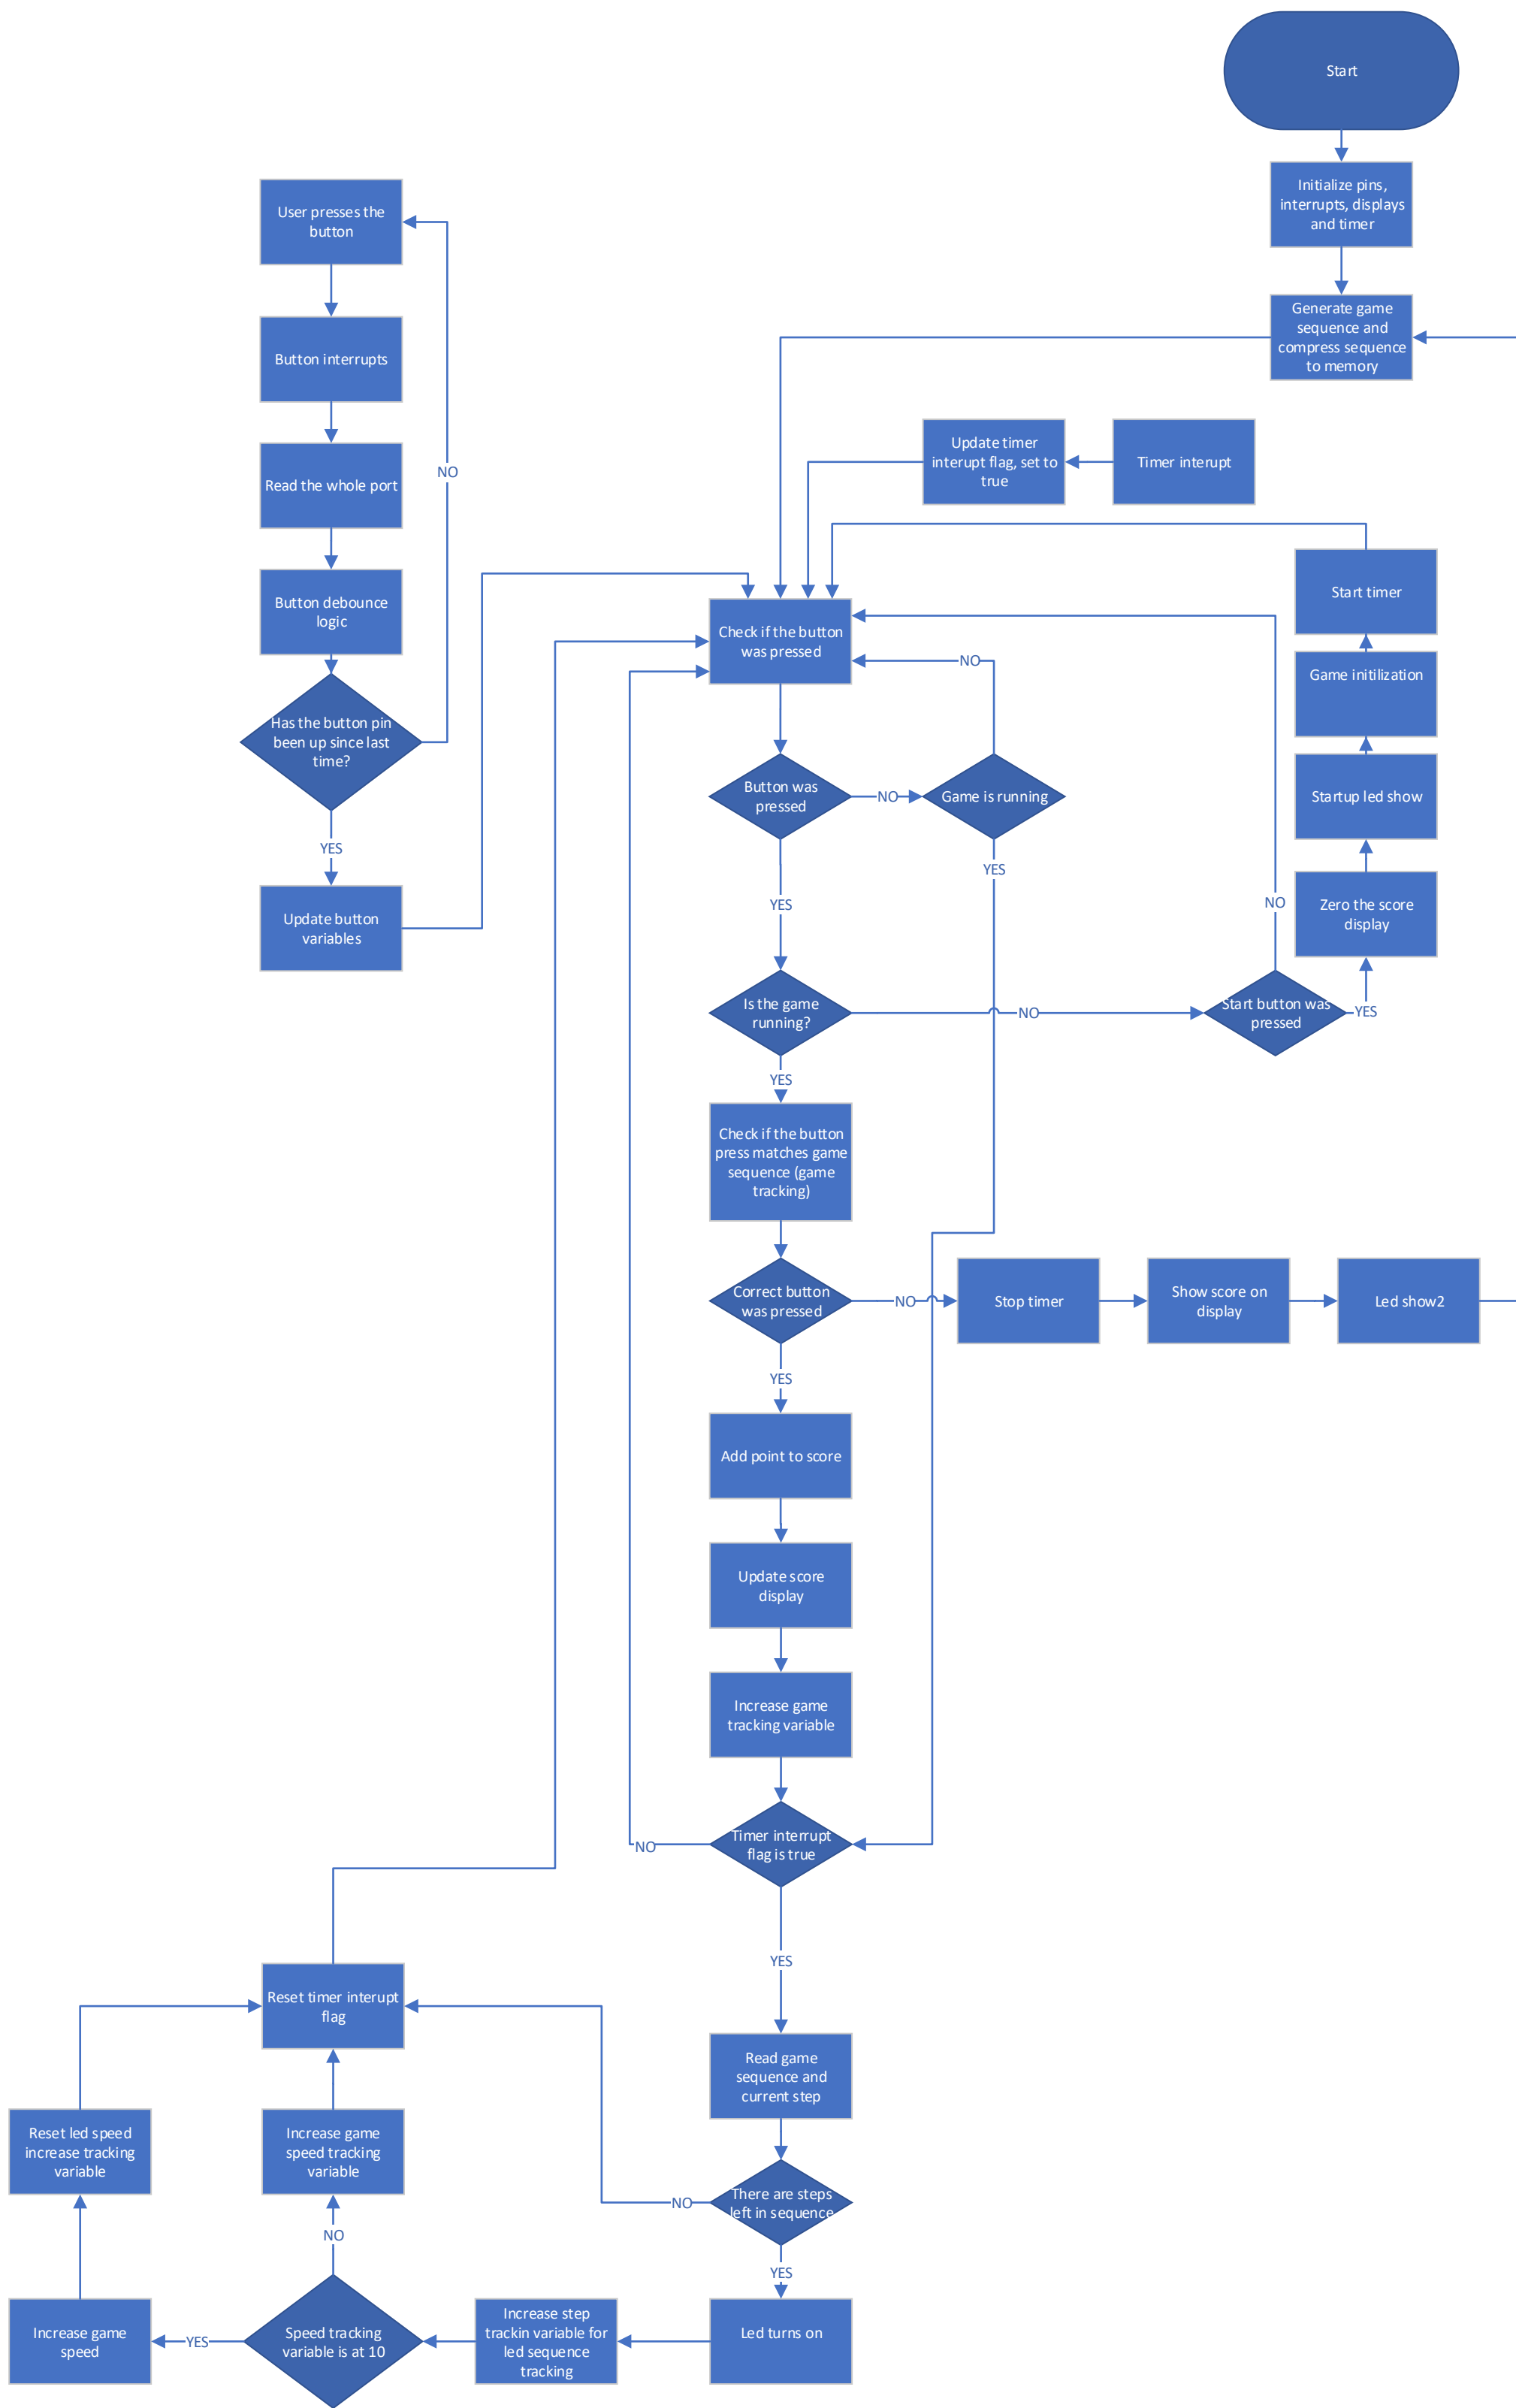 Start
Initialize pins,
interrupts, displays
and timer
Generate game
sequence and
compress sequence
to memory
User presses the
button
Button interrupts
Read the whole port
Button debounce
logic
Has the button pin
been up since last
time?
NO
YES
Update button
variables
Update timer
interupt flag, set to
true
Timer interupt
Start timer
Game initilization
Startup led show
Zero the score
display
Check if the button
was pressed
NO
Button was
pressed
NO
Game is running
YES
YES
NO
Is the game
running?
NO
Start button was
pressed
YES
YES
Check if the button
press matches game
sequence (game
tracking)
Correct button
was pressed
NO
Stop timer
Show score on
display
Led show2
YES
Add point to score
Update score
display
Increase game
tracking variable
Timer interrupt
flag is true
NO
YES
Reset timer interupt
flag
Read game
sequence and
current step
Reset led speed
increase tracking
variable
Increase game
speed tracking
variable
There are steps
left in sequence
NO
NO
YES
Increase game
speed
YES
Speed tracking
variable is at 10
Increase step
trackin variable for
led sequence
tracking
Led turns on